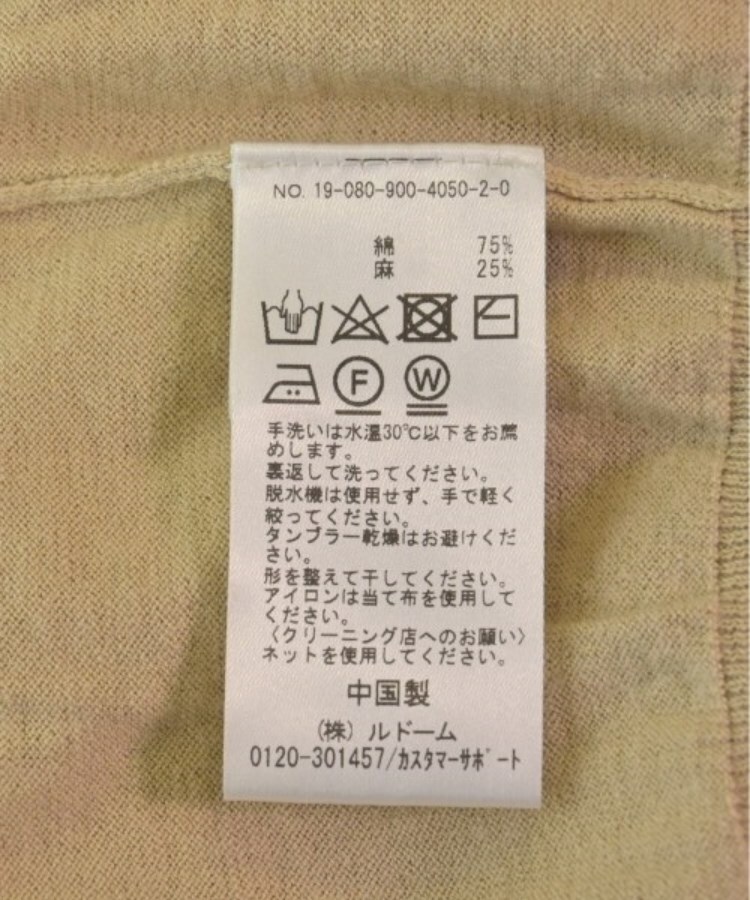 NO. 19-080-900-4050-2-0
綿 75%
麻 25%
F W
手洗いは水温30℃以下をお薦
めします。
裏返して洗ってください。
脱水機は使用せず、手で軽く
絞ってください。
タンブラー乾燥はお避けくだ
さい。
形を整えて干してください。
アイロンは当て布を使用して
ください。
〈クリーニング店へのお願い〉
ネットを使用してください。
中国製
(株) ルドーム
0120-301457/カスタマーサポート